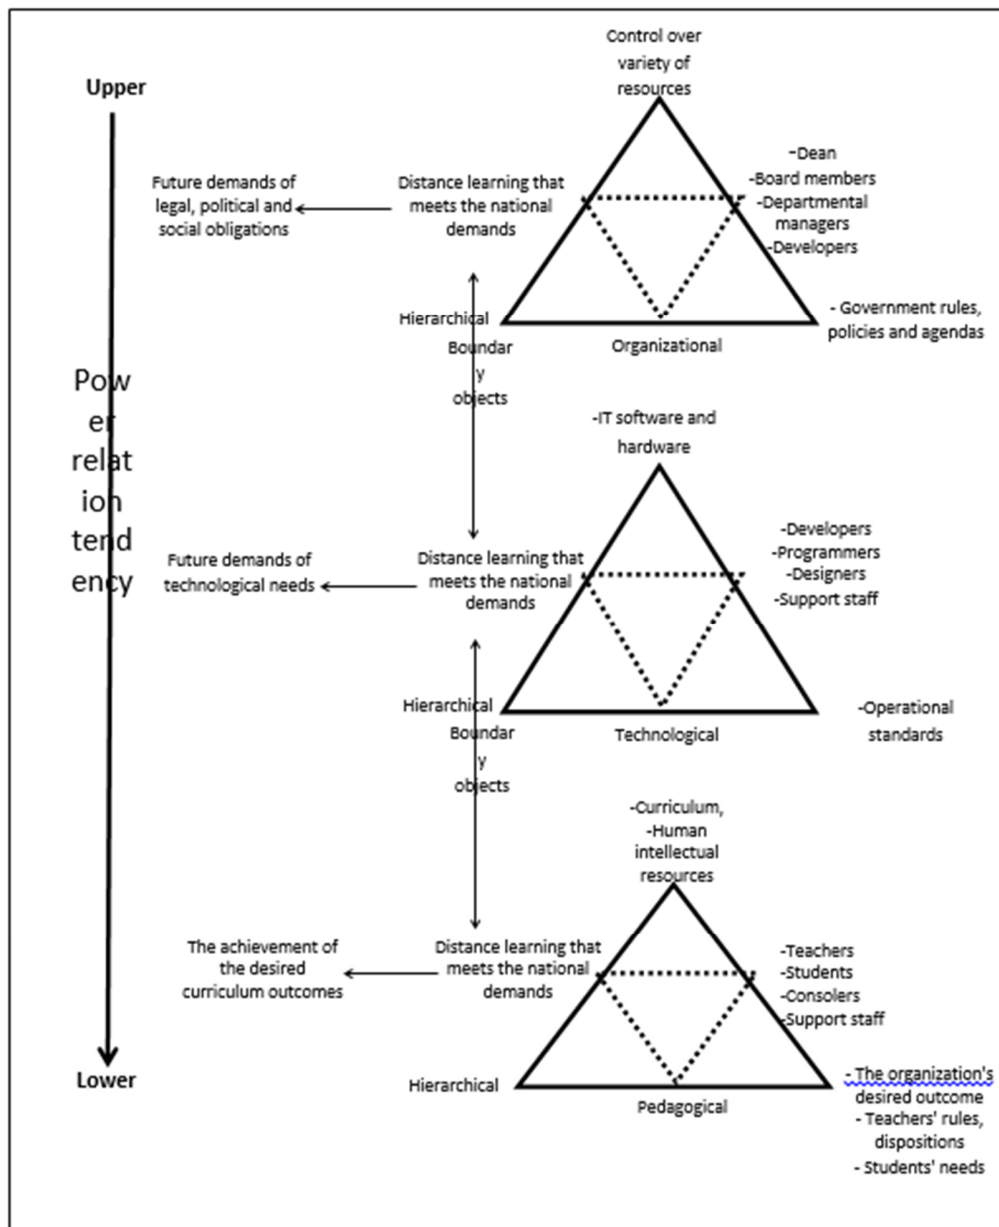 Control over
variety of
resources
Upper
-Dean
-Board members
-Departmental
managers
-Developers
Future demands of
legal, political and
social obligations
Distance learning that
meets the national
demands
Hierarchical
- Government rules,
policies and agendas
Boundar
y
objects
Organizational
Pow
er
relat
ion
tend
ency
-IT software and
hardware
-Developers
-Programmers
-Designers
-Support staff
Future demands of
technological needs
Distance learning that
meets the national
demands
Hierarchical
-Operational
standards
Boundar
y
objects
Technological
-Curriculum,
-Human
intellectual
resources
The achievement of
the desired
curriculum outcomes
Distance learning that
meets the national
demands
-Teachers
-Students
-Consolers
-Support staff
Lower
Hierarchical
Pedagogical
- The organization's
desired outcome
- Teachers' rules,
dispositions
- Students' needs